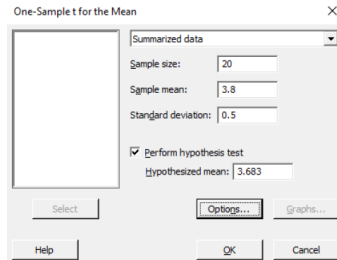 One-Sample t for the Mean
Summarized data
Sample size: 20
Sample mean: 3.8
Standard deviation: 0.5
Perform hypothesis test
Hypothesized mean: 3.683
Select Options... Graphs...
Help OK Cancel